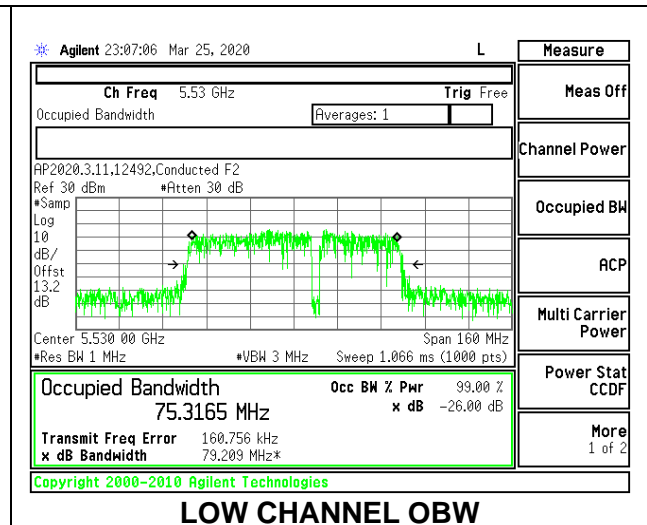 Agilent 23:07:06 Mar 25, 2020 L Measure
Ch Freq 5.53 GHz Trig Free
Meas Off
Occupied Bandwidth Averages: 1
Channel Power
AP2020.3.11,12492,Conducted F2
Ref 30 dBm #Atten 30 dB
Occupied BW
#Samp
Log
10
dB/
Offst
13.2
dB
ACP
Multi Carrier
Power
Center 5.530 00 GHz Span 160 MHz
#Res BW 1 MHz #VBW 3 MHz Sweep 1.066 ms (1000 pts)
Power Stat
CCDF
Occupied Bandwidth Occ BW % Pwr 99.00 %
75.3165 MHz x dB -26.00 dB
Transmit Freq Error 160.756 kHz
x dB Bandwidth 79.209 MHz*
More
1 of 2
Copyright 2000-2010 Agilent Technologies
LOW CHANNEL OBW